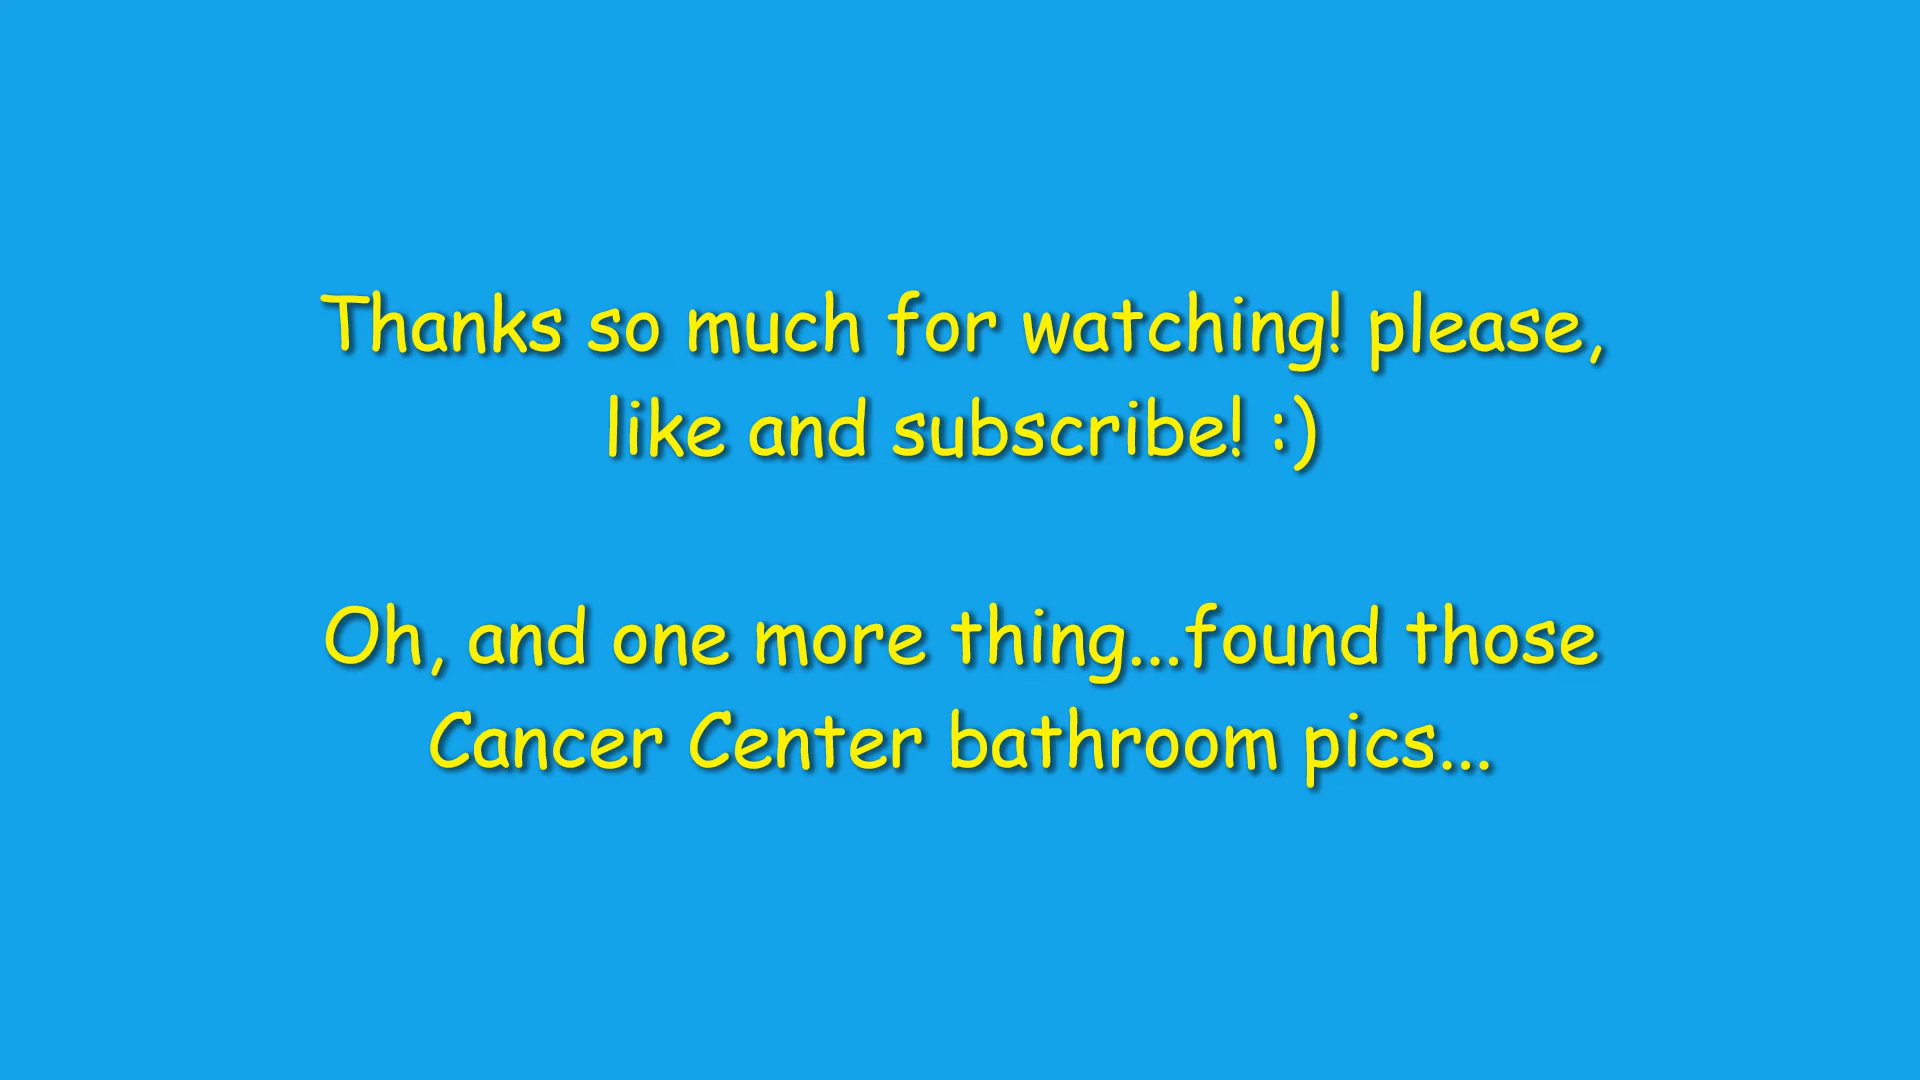 Thanks so much for watching! please,
like and subscribe! :)
Oh, and one more thing...found those
Cancer Center bathroom pics...